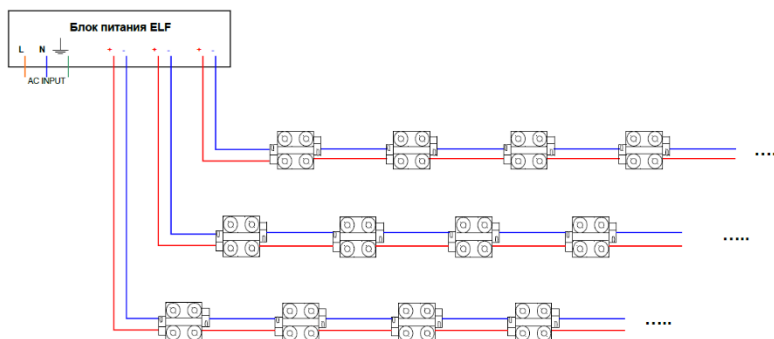 Блок питания ELF
L N + - + - + -
AC INPUT
....
.....
.....